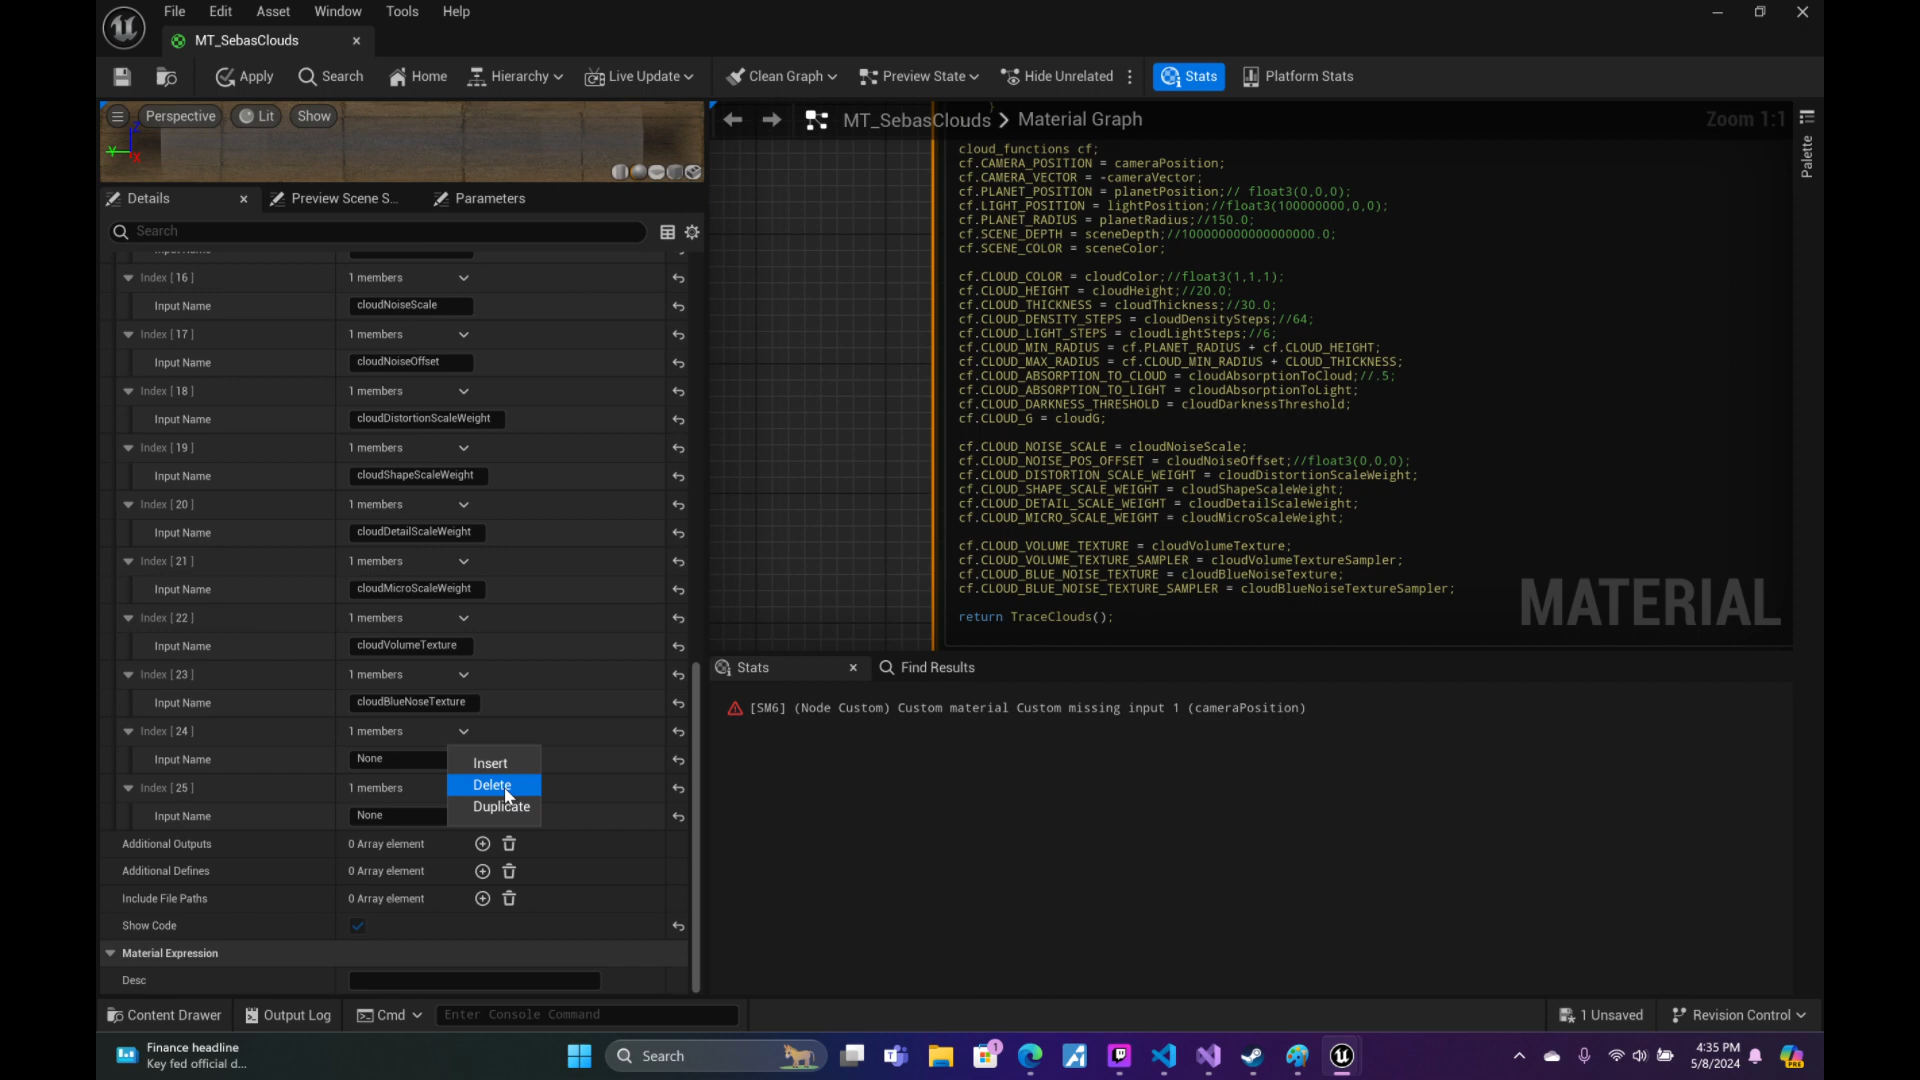 File Edit Asset Window Tools Help
MT_SebasClouds
Apply Search Home Hierarchy Live Update Clean Graph Preview State Hide Unrelated Stats Platform Stats
Perspective Lit Show
MT_SebasClouds Material Graph Zoom 1:1
Palette
Details Preview Scene S... Parameters
Search
Index [ 16 ] 1 members
Input Name cloudNoiseScale
Index [ 17 ] 1 members
Input Name cloudNoiseOffset
Index [ 18 ] 1 members
Input Name cloudDistortionScaleWeight
Index [ 19 ] 1 members
Input Name cloudShapeScaleWeight
Index [ 20 ] 1 members
Input Name cloudDetailScaleWeight
Index [ 21 ] 1 members
Input Name cloudMicroScaleWeight
Index [ 22 ] 1 members
Input Name cloudVolumeTexture
Index [ 23 ] 1 members
Input Name cloudBlueNoseTexture
Index [ 24 ] 1 members
Input Name None
Index [ 25 ] 1 members
Input Name None
Insert
Delete
Duplicate
Additional Outputs 0 Array element
Additional Defines 0 Array element
Include File Paths 0 Array element
Show Code
Material Expression
Desc
}
cloud_functions cf;
cf.CAMERA_POSITION = cameraPosition;
cf.CAMERA_VECTOR = -cameraVector;
cf.PLANET_POSITION = planetPosition;// float3(0,0,0);
cf.LIGHT_POSITION = lightPosition;//float3(100000000,0,0);
cf.PLANET_RADIUS = planetRadius;//150.0;
cf.SCENE_DEPTH = sceneDepth;//100000000000000000.0;
cf.SCENE_COLOR = sceneColor;
cf.CLOUD_COLOR = cloudColor;//float3(1,1,1);
cf.CLOUD_HEIGHT = cloudHeight;//20.0;
cf.CLOUD_THICKNESS = cloudThickness;//30.0;
cf.CLOUD_DENSITY_STEPS = cloudDensitySteps;//64;
cf.CLOUD_LIGHT_STEPS = cloudLightSteps;//6;
cf.CLOUD_MIN_RADIUS = cf.PLANET_RADIUS + cf.CLOUD_HEIGHT;
cf.CLOUD_MAX_RADIUS = cf.CLOUD_MIN_RADIUS + CLOUD_THICKNESS;
cf.CLOUD_ABSORPTION_TO_CLOUD = cloudAbsorptionToCloud;//.5;
cf.CLOUD_ABSORPTION_TO_LIGHT = cloudAbsorptionToLight;
cf.CLOUD_DARKNESS_THRESHOLD = cloudDarknessThreshold;
cf.CLOUD_G = cloudG;
cf.CLOUD_NOISE_SCALE = cloudNoiseScale;
cf.CLOUD_NOISE_POS_OFFSET = cloudNoiseOffset;//float3(0,0,0);
cf.CLOUD_DISTORTION_SCALE_WEIGHT = cloudDistortionScaleWeight;
cf.CLOUD_SHAPE_SCALE_WEIGHT = cloudShapeScaleWeight;
cf.CLOUD_DETAIL_SCALE_WEIGHT = cloudDetailScaleWeight;
cf.CLOUD_MICRO_SCALE_WEIGHT = cloudMicroScaleWeight;
cf.CLOUD_VOLUME_TEXTURE = cloudVolumeTexture;
cf.CLOUD_VOLUME_TEXTURE_SAMPLER = cloudVolumeTextureSampler;
cf.CLOUD_BLUE_NOISE_TEXTURE = cloudBlueNoiseTexture;
cf.CLOUD_BLUE_NOISE_TEXTURE_SAMPLER = cloudBlueNoiseTextureSampler;
return TraceClouds();
MATERIAL
Stats Find Results
[SM6] (Node Custom) Custom material Custom missing input 1 (cameraPosition)
Content Drawer Output Log Cmd Enter Console Command 1 Unsaved Revision Control
Finance headline
Key fed official d...
Search
1
4:35 PM
5/8/2024
PRE